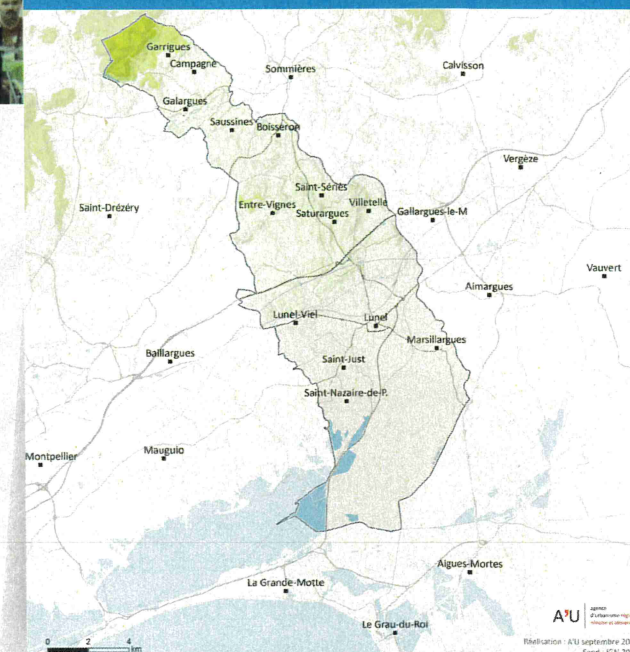 Garrigues
Campagne
Sommières
Calvisson
Galargues
Saussines
Boisseron
Vergèze
Saint-Sériès
Entre-Vignes
Villetelle
Saturargues
Gallargues-le-M
Saint-Drézéry
Vauvert
Aimargues
Lunel-Viel
Lunel
Marsillargues
Baillargues
Saint-Just
Saint-Nazaire-de-P.
Montpellier
Mauguio
Aigues-Mortes
La Grande-Motte
Le Grau-du-Roi
A'U
agence
d'urbanisme
Réalisation : A'U septembre 20
0 2 4
km